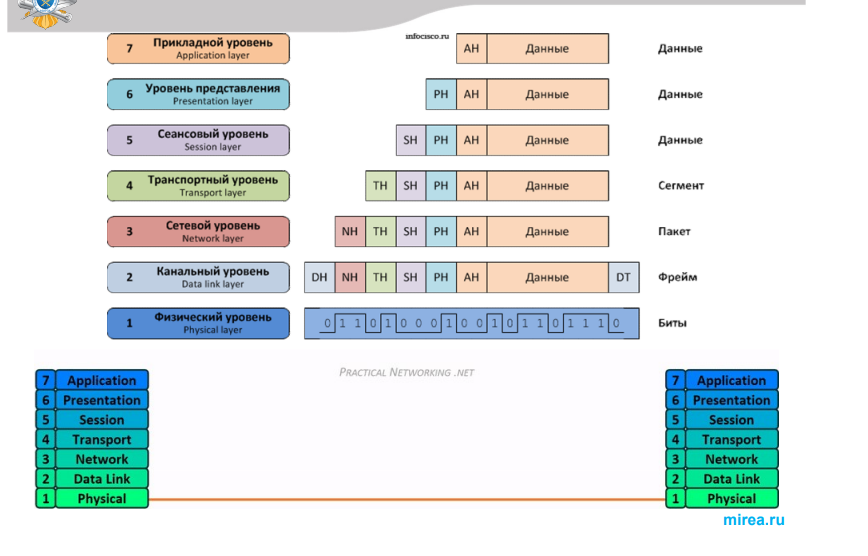 infocisco.ru
7 Прикладной уровень AH Данные Данные
Application layer
6 Уровень представления PH AH Данные Данные
Presentation layer
5 Сеансовый уровень SH PH AH Данные Данные
Session layer
4 Транспортный уровень TH SH PH AH Данные Сегмент
Transport layer
3 Сетевой уровень NH TH SH PH AH Данные Пакет
Network layer
2 Канальный уровень DH NH TH SH PH AH Данные DT Фрейм
Data link layer
1 Физический уровень 0 1 1 0 1 0 0 0 1 0 0 1 0 1 1 0 1 1 1 0 Биты
Physical layer
PRACTICAL NETWORKING .NET
7 Application 7 Application
6 Presentation 6 Presentation
5 Session 5 Session
4 Transport 4 Transport
3 Network 3 Network
2 Data Link 2 Data Link
1 Physical 1 Physical
mirea.ru